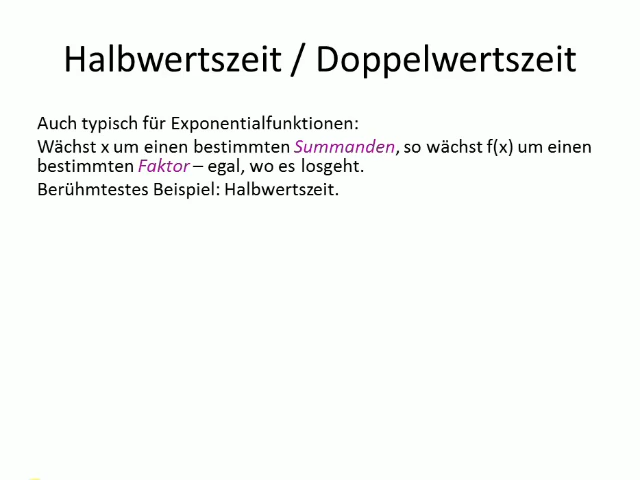 Halbwertszeit / Doppelwertszeit
Auch typisch für Exponentialfunktionen:
Wächst x um einen bestimmten Summanden, so wächst f(x) um einen
bestimmten Faktor – egal, wo es losgeht.
Berühmtestes Beispiel: Halbwertszeit.